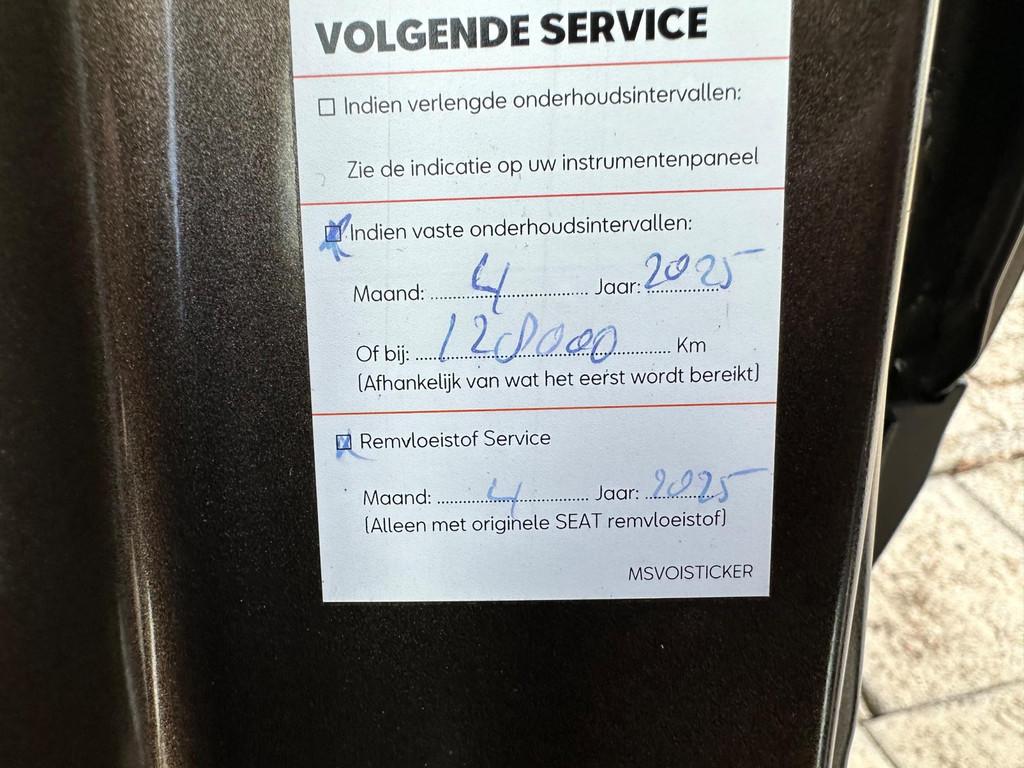 VOLGENDE SERVICE
Indien verlengde onderhoudsintervallen:
Zie de indicatie op uw instrumentenpaneel
Indien vaste onderhoudsintervallen:
Maand: 4 Jaar: 2025
Of bij: 128000 Km
(Afhankelijk van wat het eerst wordt bereikt)
Remvloeistof Service
Maand: 4 Jaar: 2025
(Alleen met originele SEAT remvloeistof)
MSVOISTICKER